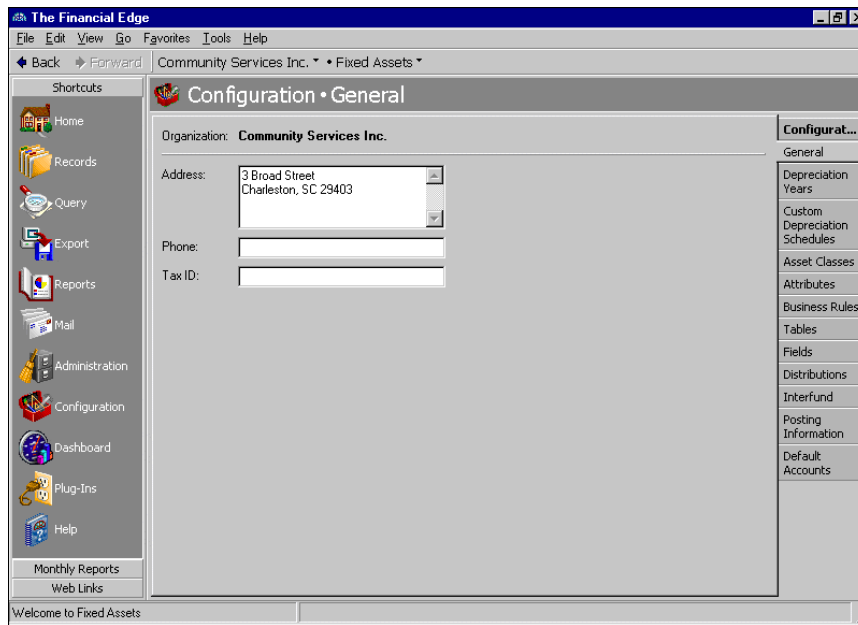 The Financial Edge
File Edit View Go Favorites Tools Help
Back Forward Community Services Inc. • Fixed Assets
Shortcuts
Home
Records
Query
Export
Reports
Mail
Administration
Configuration
Dashboard
Plug-Ins
Help
Monthly Reports
Web Links
Configuration • General
Organization: Community Services Inc.
Address: 3 Broad Street
Charleston, SC 29403
Phone:
Tax ID:
Configurat...
General
Depreciation
Years
Custom
Depreciation
Schedules
Asset Classes
Attributes
Business Rules
Tables
Fields
Distributions
Interfund
Posting
Information
Default
Accounts
Welcome to Fixed Assets